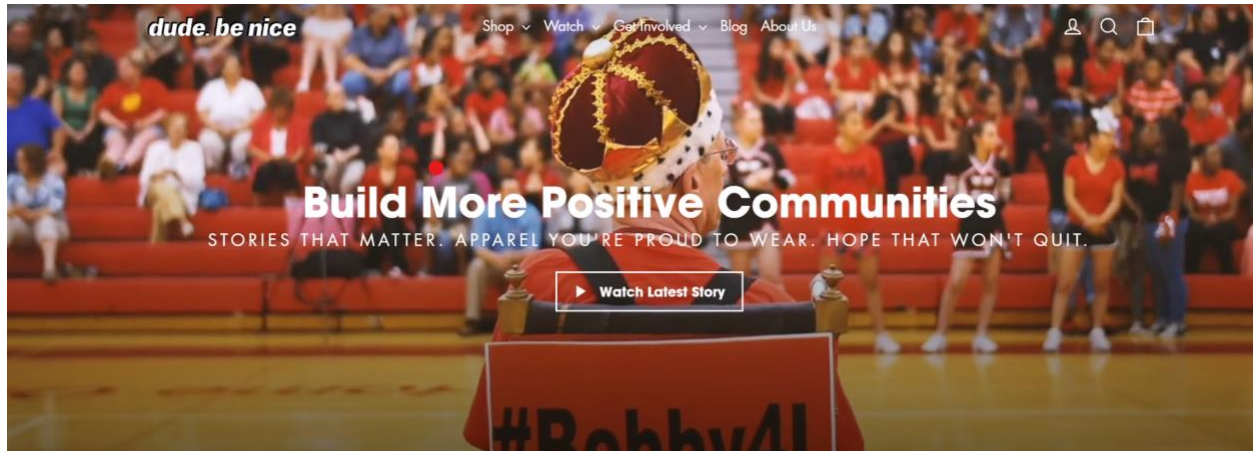 dude. be nice
Shop Watch Get Involved Blog About Us
Build More Positive Communities
STORIES THAT MATTER. APPAREL YOU'RE PROUD TO WEAR. HOPE THAT WON'T QUIT.
Watch Latest Story
#Bobby4L